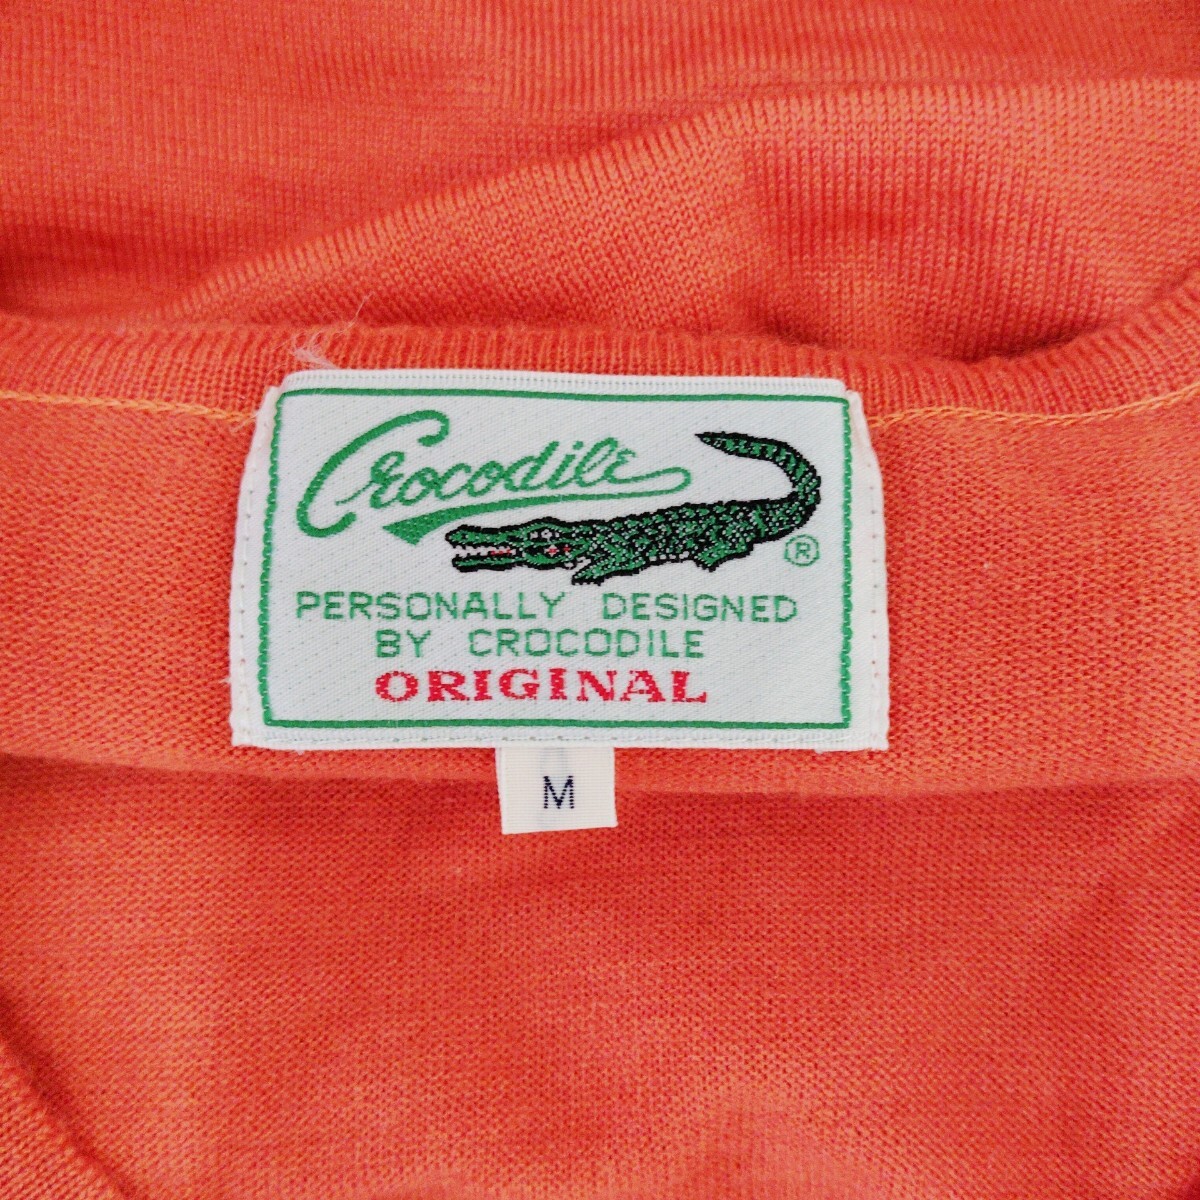 Crocodile
®
PERSONALLY DESIGNED
BY CROCODILE
ORIGINAL
M